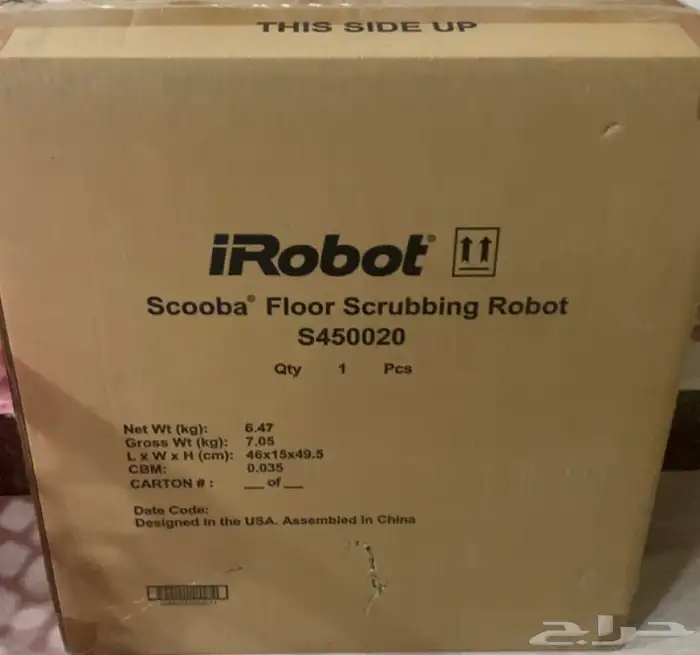 THIS SIDE UP
iRobot®
Scooba® Floor Scrubbing Robot
S450020
Qty 1 Pcs
Net Wt (kg): 6.47
Gross Wt (kg): 7.05
L x W x H (cm): 46x15x49.5
CBM: 0.035
CARTON # : __ of __
Date Code:
Designed in the USA. Assembled in China
حراج